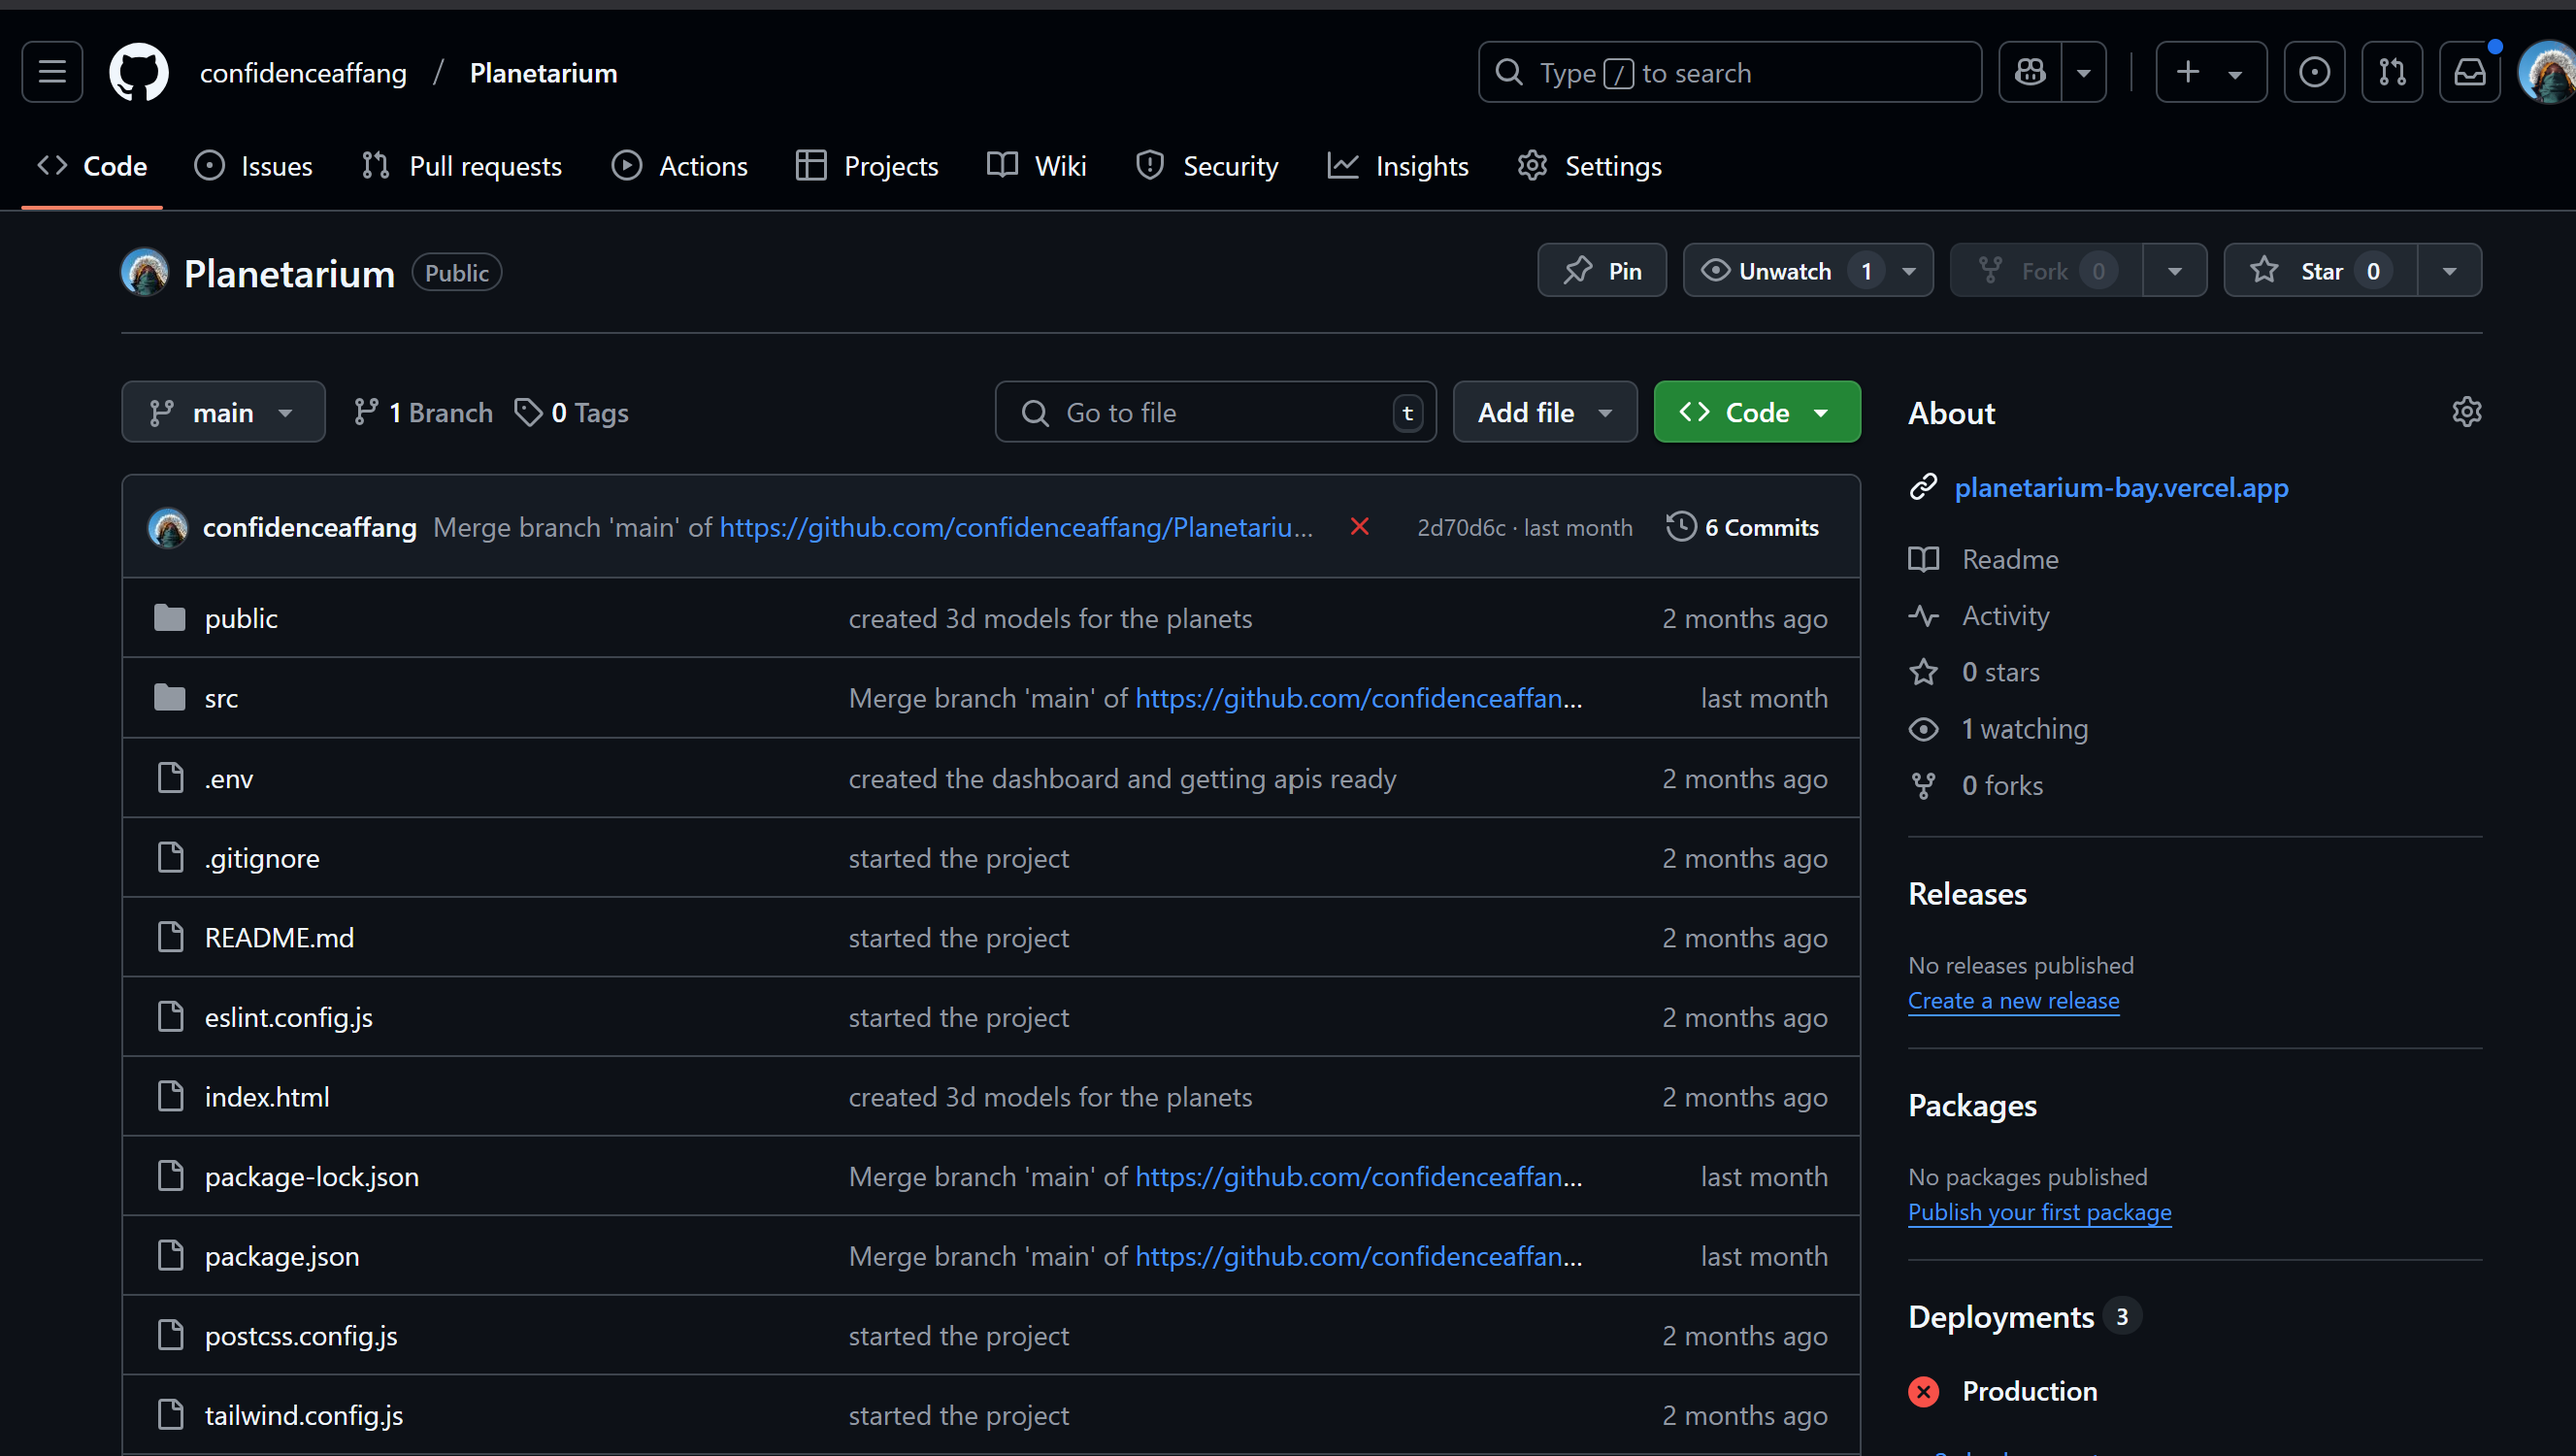 confidenceaffang / Planetarium
Type / to search
Code Issues Pull requests Actions Projects Wiki Security Insights Settings
Planetarium Public
Pin Unwatch 1 Fork 0 Star 0
main 1 Branch 0 Tags
Go to file t Add file Code
confidenceaffang Merge branch 'main' of https://github.com/confidenceaffang/Planetariu... 2d70d6c · last month 6 Commits
public created 3d models for the planets 2 months ago
src Merge branch 'main' of https://github.com/confidenceaffan... last month
.env created the dashboard and getting apis ready 2 months ago
.gitignore started the project 2 months ago
README.md started the project 2 months ago
eslint.config.js started the project 2 months ago
index.html created 3d models for the planets 2 months ago
package-lock.json Merge branch 'main' of https://github.com/confidenceaffan... last month
package.json Merge branch 'main' of https://github.com/confidenceaffan... last month
postcss.config.js started the project 2 months ago
tailwind.config.js started the project 2 months ago
About
planetarium-bay.vercel.app
Readme
Activity
0 stars
1 watching
0 forks
Releases
No releases published
Create a new release
Packages
No packages published
Publish your first package
Deployments 3
Production